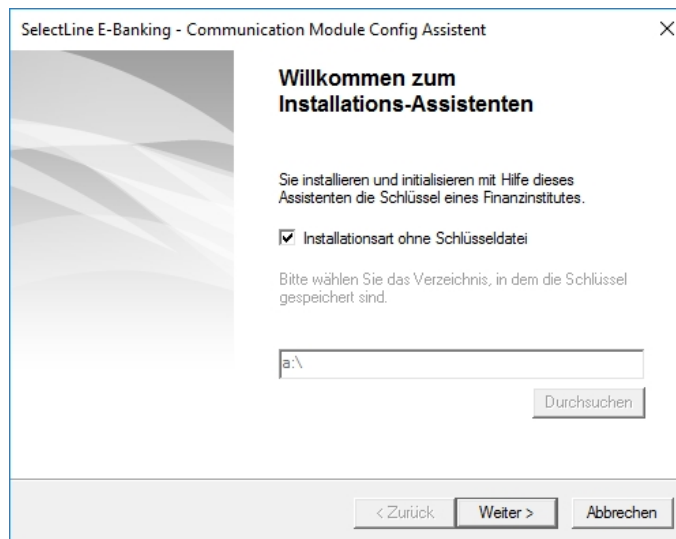 SelectLine E-Banking - Communication Module Config Assistent
Willkommen zum
Installations-Assistenten
Sie installieren und initialisieren mit Hilfe dieses
Assistenten die Schlüssel eines Finanzinstitutes.
Installationsart ohne Schlüsseldatei
Bitte wählen Sie das Verzeichnis, in dem die Schlüssel
gespeichert sind.
a:\
Durchsuchen
< Zurück
Weiter >
Abbrechen